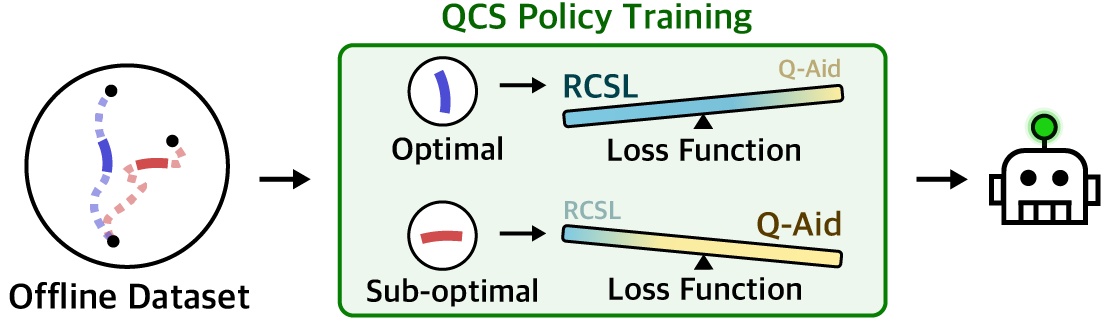 QCS Policy Training
Optimal
RCSL
Q-Aid
Loss Function
Sub-optimal
RCSL
Q-Aid
Loss Function
Offline Dataset